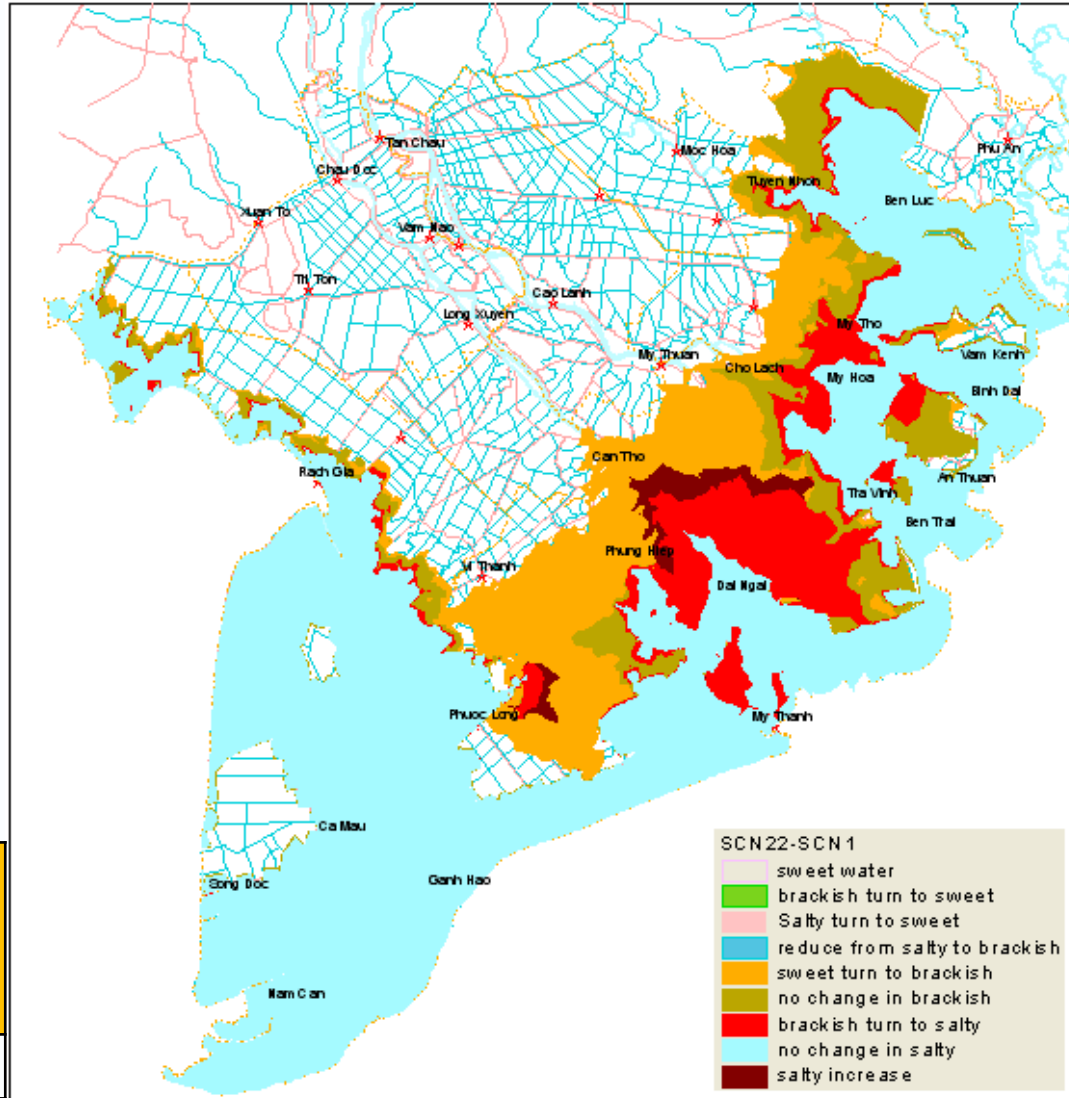 Tan Chau
Moc Hoa
Phu An
Chau Doc
Tuyen Nhon
Ben Luc
Xuan To
Vam Nao
Tri Ton
Cao Lanh
Long Xuyen
My Tho
My Thuan
Cho Lach
Vam Kenh
My Hoa
Binh Dai
Can Tho
Rach Gia
An Thuan
Tra Vinh
Ben Thai
Phung Hiep
Vi Thanh
Dai Ngai
Phuoc Long
My Thanh
Ca Mau
Ganh Hao
Song Doc
Nam Can
SCN22-SCN1
sweet water
brackish turn to sweet
Salty turn to sweet
reduce from salty to brackish
sweet turn to brackish
no change in brackish
brackish turn to salty
no change in salty
salty increase